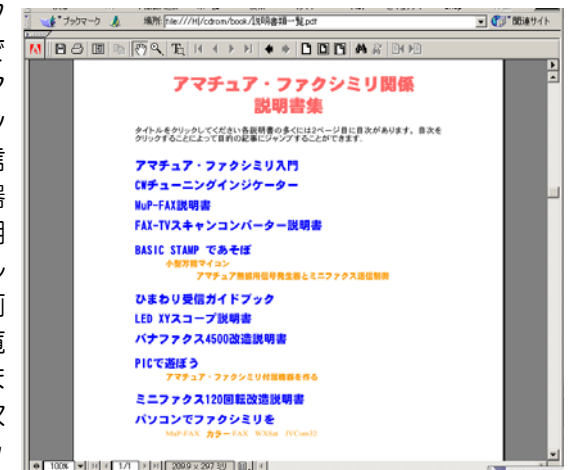 ブックマーク 場所: file:///H|/cdrom/book/説明書類一覧.pdf 関連サイト
アマチュア・ファクシミリ関係
説明書集
タイトルをクリックしてください各説明書の多くには2ページ目に目次があります。目次を
クリックすることによって目的の記事にジャンプすることができます.
アマチュア・ファクシミリ入門
CWチューニングインジケーター
MuP-FAX説明書
FAX-TVスキャンコンバーター説明書
BASIC STAMP であそぼ
小型万能マイコン
アマチュア無線用信号発生器とミニファクス送信制御
ひまわり受信ガイドブック
LED XYスコープ説明書
パナファクス4500改造説明書
PICで遊ぼう
アマチュア・ファクシミリ付属機器を作る
ミニファクス120回転改造説明書
パソコンでファクシミリを
MuP-FAX カラーFAX WXSat JVCom32
100% 1/1 209.9 x 297 ミリ